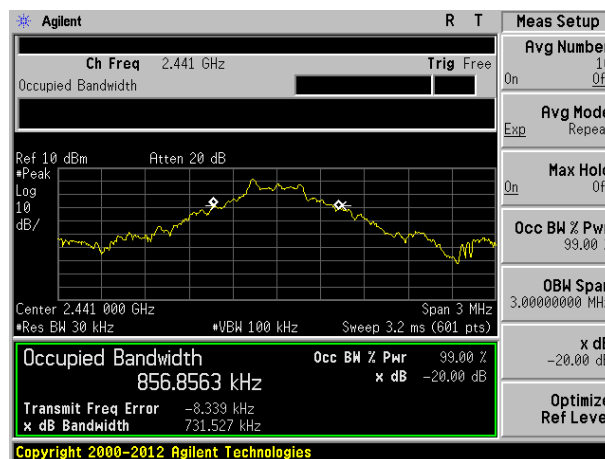 Agilent R T Meas Setup
Ch Freq 2.441 GHz Trig Free
Occupied Bandwidth
Ref 10 dBm Atten 20 dB
#Peak
Log
10
dB/
Center 2.441 000 GHz Span 3 MHz
#Res BW 30 kHz #VBW 100 kHz Sweep 3.2 ms (601 pts)
Occupied Bandwidth
856.8563 kHz
Occ BW % Pwr 99.00 %
x dB -20.00 dB
Transmit Freq Error -8.339 kHz
x dB Bandwidth 731.527 kHz
Copyright 2000-2012 Agilent Technologies
Avg Number
10
On Of
Avg Mode
Exp Repea
Max Hold
On Of
Occ BW % Pwr
99.00
OBW Span
3.00000000 MH
x dB
-20.00 dB
Optimize
Ref Level